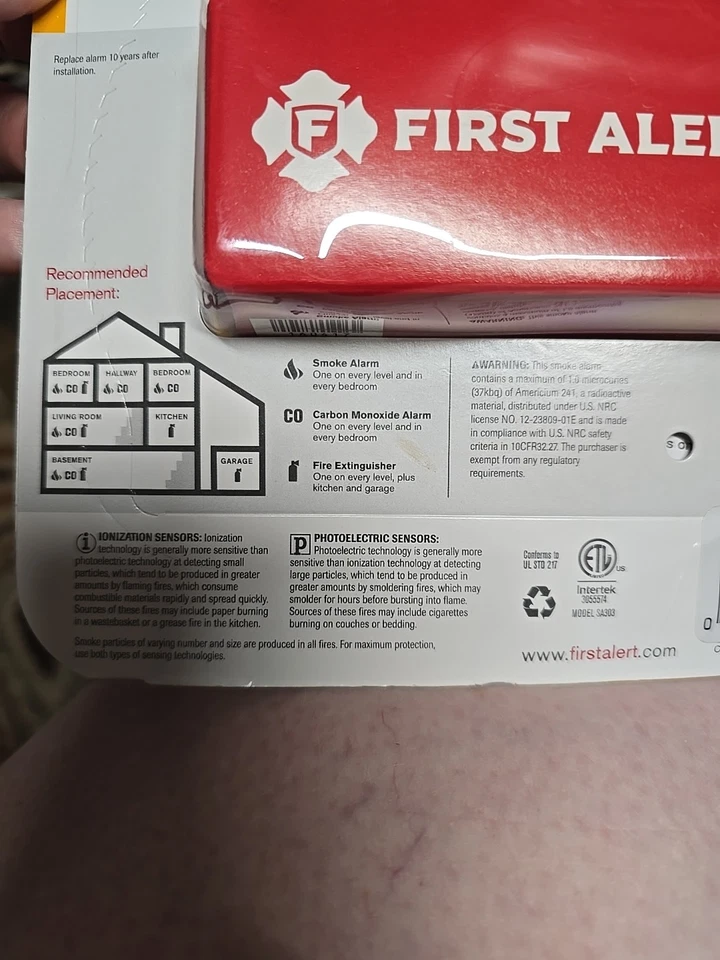 Replace alarm 10 years after
installation.
FIRST ALE
F
Recommended
Placement:
BEDROOM
HALLWAY
BEDROOM
CO
CO
CO
LIVING ROOM
KITCHEN
CO
BASEMENT
GARAGE
CO
Smoke Alarm
One on every level and in
every bedroom
CO
Carbon Monoxide Alarm
One on every level and in
every bedroom
Fire Extinguisher
One on every level, plus
kitchen and garage
WARNING: This smoke alarm
contains a maximum of 1.0 microcuries
(37kbq) of Americium 241, a radioactive
material, distributed under U.S. NRC
license NO. 12-23809-01E and is made
in compliance with U.S. NRC safety
criteria in 10CFR32.27. The purchaser is
exempt from any regulatory
requirements.
i IONIZATION SENSORS: Ionization
technology is generally more sensitive than
photoelectric technology at detecting small
particles, which tend to be produced in greater
amounts by flaming fires, which consume
combustible materials rapidly and spread quickly.
Sources of these fires may include paper burning
in a wastebasket or a grease fire in the kitchen.
P PHOTOELECTRIC SENSORS:
Photoelectric technology is generally more
sensitive than ionization technology at detecting
large particles, which tend to be produced in
greater amounts by smoldering fires, which may
smolder for hours before bursting into flame.
Sources of these fires may include cigarettes
burning on couches or bedding.
Smoke particles of varying number and size are produced in all fires. For maximum protection,
use both types of sensing technologies.
Conforms to
UL STD 217
ETL
US
Intertek
3055574
MODEL SA303
www.firstalert.com
0